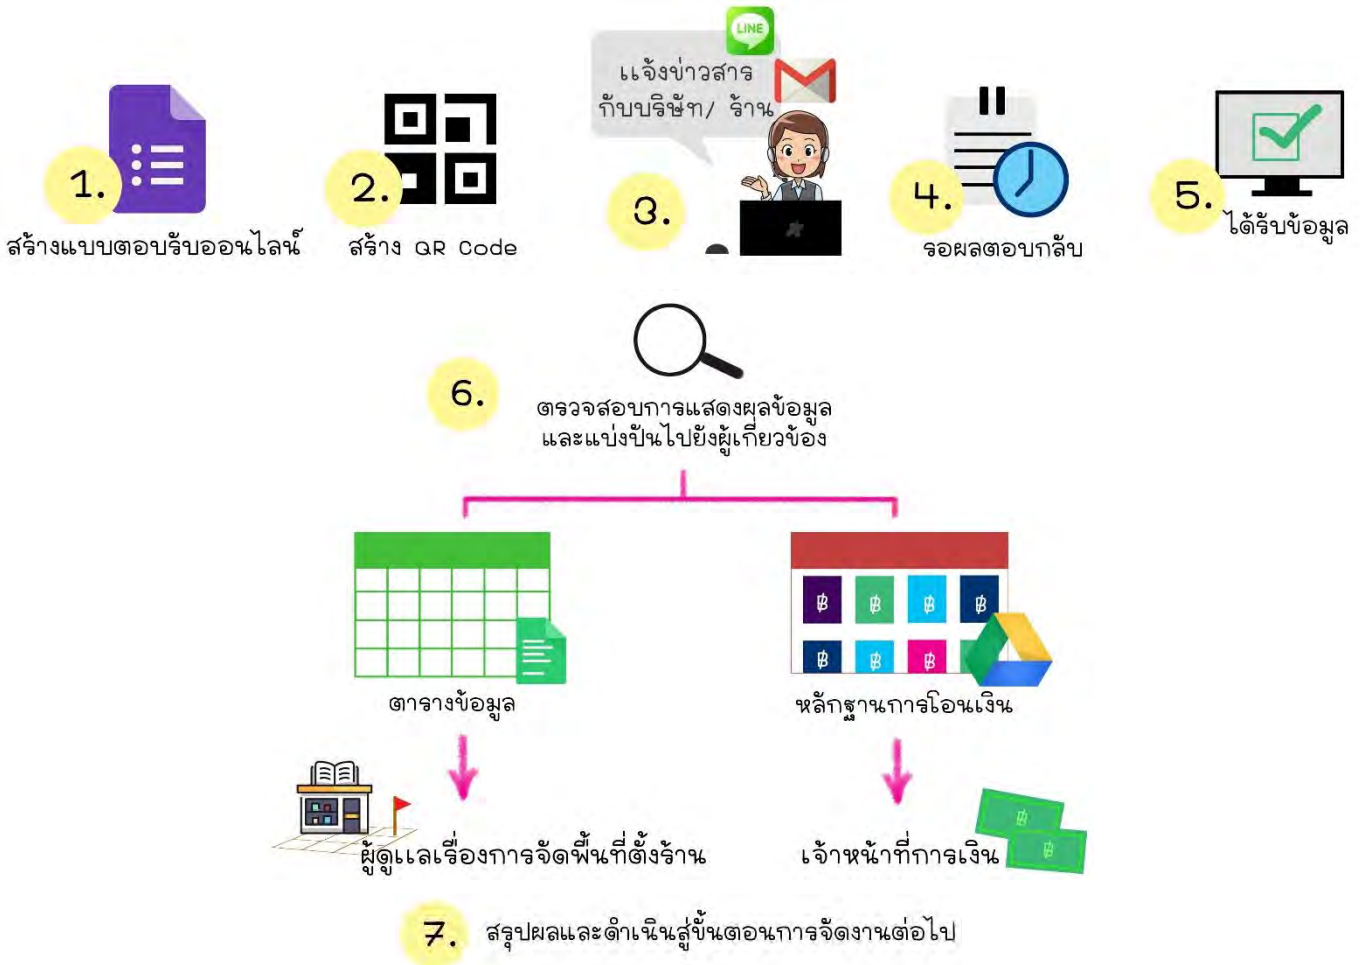 LINE
แจ้งข่าวสาร
กับบริษัท/ ร้าน
1.
สร้างแบบตอบรับออนไลน์
2.
สร้าง QR Code
3.
4.
รอผลตอบกลับ
5.
ได้รับข้อมูล
6.
ตรวจสอบการแสดงผลข้อมูล
และแบ่งปันไปยังผู้เกี่ยวข้อง
฿ ฿ ฿ ฿
฿ ฿ ฿
ตารางข้อมูล
หลักฐานการโอนเงิน
ผู้ดูแลเรื่องการจัดพื้นที่ตั้งร้าน
เจ้าหน้าที่การเงิน
฿
฿
7.
สรุปผลและดำเนินสู่ขั้นตอนการจัดงานต่อไป